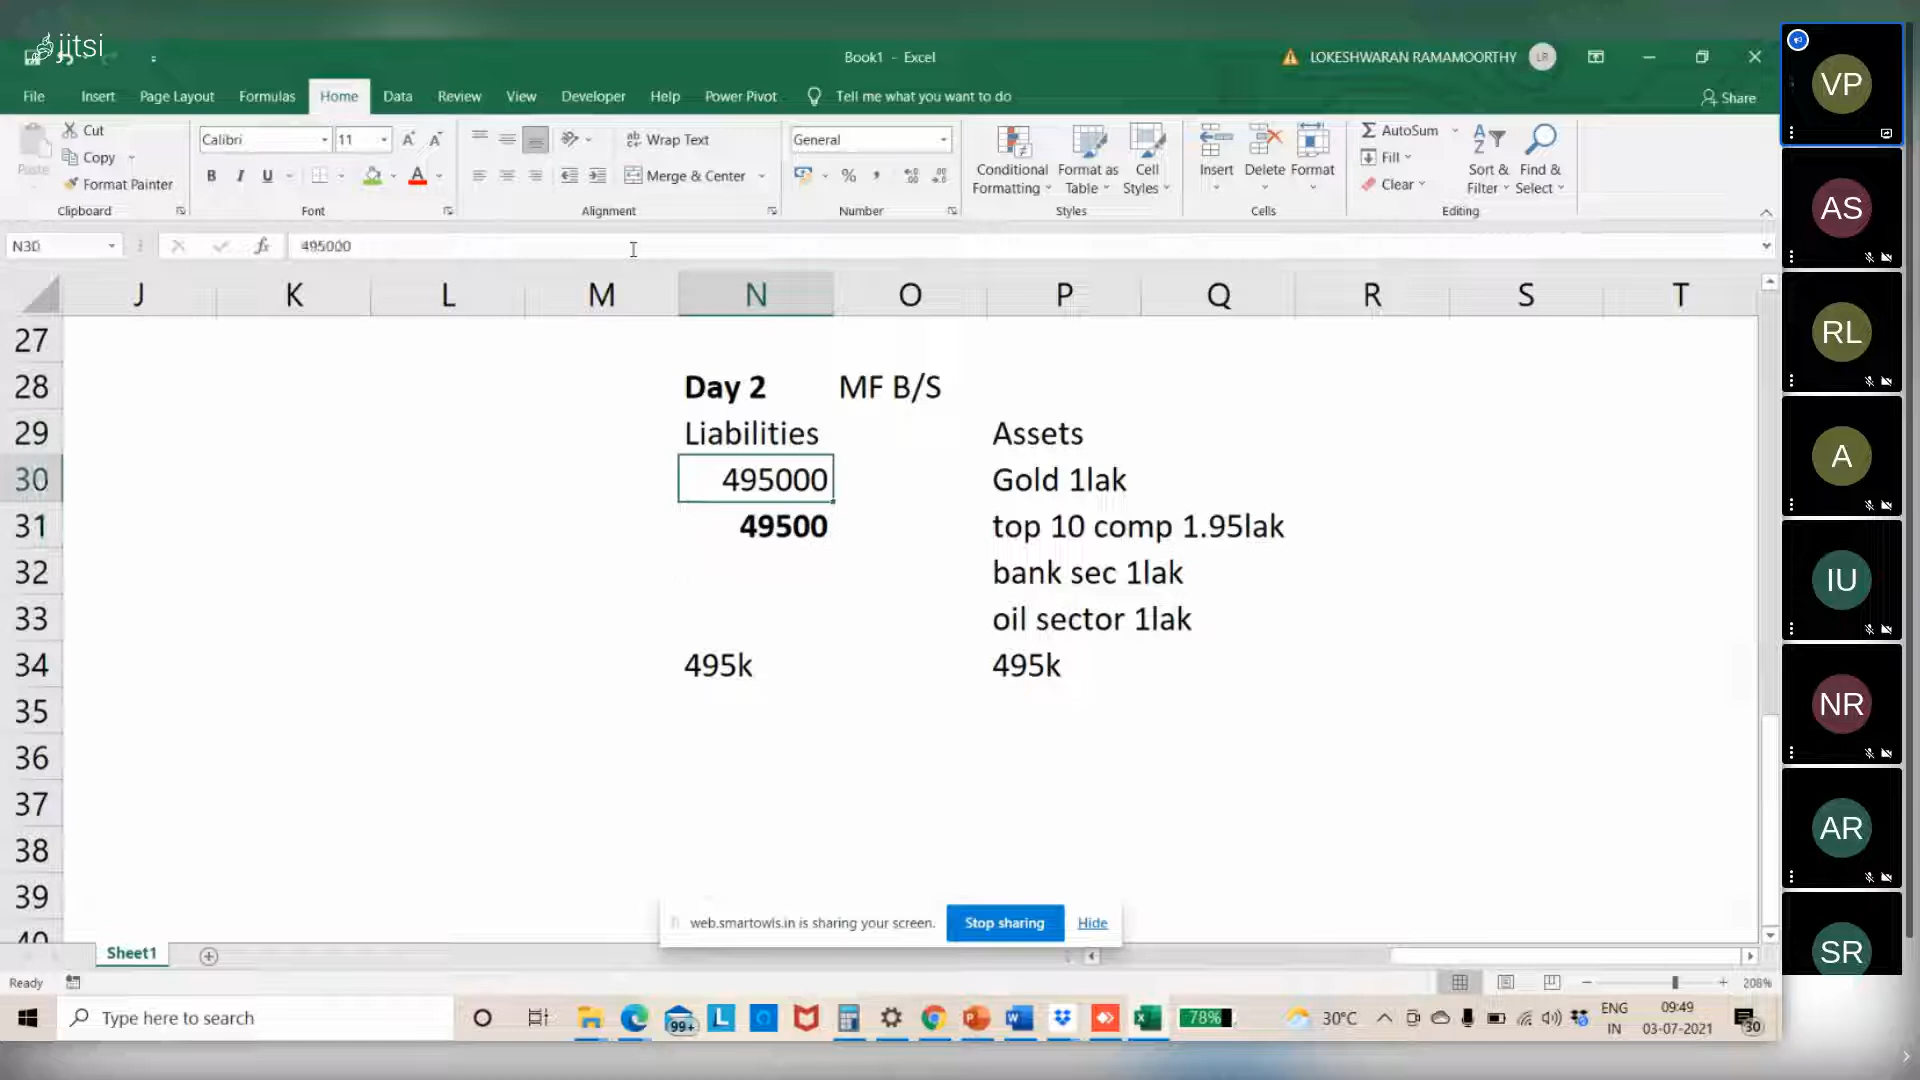 jitsi
Book1 - Excel
LOKESHWARAN RAMAMOORTHY
LR
File
Insert
Page Layout
Formulas
Home
Data
Review
View
Developer
Help
Power Pivot
Tell me what you want to do
Share
Paste
Cut
Copy
Format Painter
Clipboard
Calibri
11
B I U
Font
Wrap Text
Merge & Center
Alignment
General
Number
Conditional Formatting
Format as Table
Cell Styles
Styles
Insert
Delete
Format
Cells
AutoSum
Fill
Clear
Sort & Filter
Find & Select
Editing
N30
fx
495000
J K L M N O P Q R S T
27
28 Day 2 MF B/S
29 Liabilities Assets
30 495000 Gold 1lak
31 49500 top 10 comp 1.95lak
32 bank sec 1lak
33 oil sector 1lak
34 495k 495k
35
36
37
38
39
40
web.smartowls.in is sharing your screen.
Stop sharing
Hide
Sheet1
Ready
208%
Type here to search
99+
78%
30°C
ENG
IN
09:49
03-07-2021
30
VP
AS
RL
A
IU
NR
AR
SR